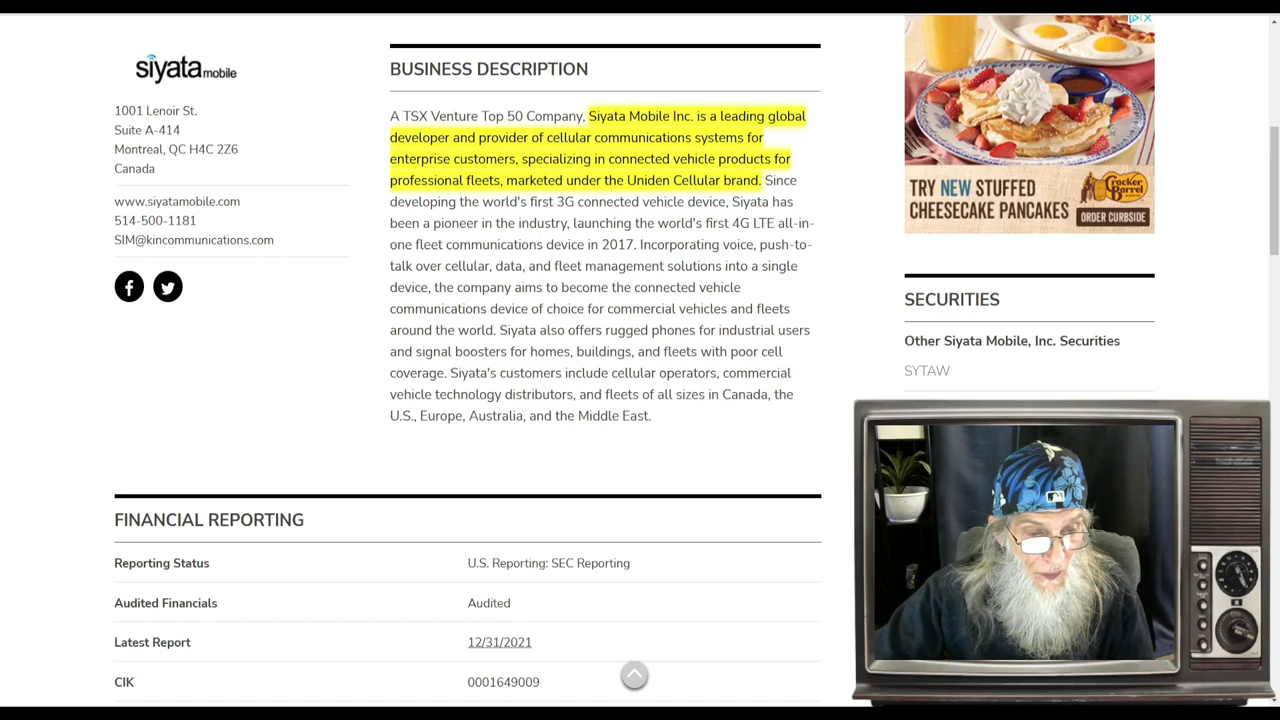 siyata mobile
1001 Lenoir St.
Suite A-414
Montreal, QC H4C 2Z6
Canada
www.siyatamobile.com
514-500-1181
SIM@kincommunications.com
BUSINESS DESCRIPTION
A TSX Venture Top 50 Company, Siyata Mobile Inc. is a leading global
developer and provider of cellular communications systems for
enterprise customers, specializing in connected vehicle products for
professional fleets, marketed under the Uniden Cellular brand. Since
developing the world's first 3G connected vehicle device, Siyata has
been a pioneer in the industry, launching the world's first 4G LTE all-in-
one fleet communications device in 2017. Incorporating voice, push-to-
talk over cellular, data, and fleet management solutions into a single
device, the company aims to become the connected vehicle
communications device of choice for commercial vehicles and fleets
around the world. Siyata also offers rugged phones for industrial users
and signal boosters for homes, buildings, and fleets with poor cell
coverage. Siyata's customers include cellular operators, commercial
vehicle technology distributors, and fleets of all sizes in Canada, the
U.S., Europe, Australia, and the Middle East.
FINANCIAL REPORTING
Reporting Status U.S. Reporting: SEC Reporting
Audited Financials Audited
Latest Report 12/31/2021
CIK 0001649009
TRY NEW STUFFED
CHEESECAKE PANCAKES
Cracker
Barrel
ORDER CURBSIDE
SECURITIES
Other Siyata Mobile, Inc. Securities
SYTAW